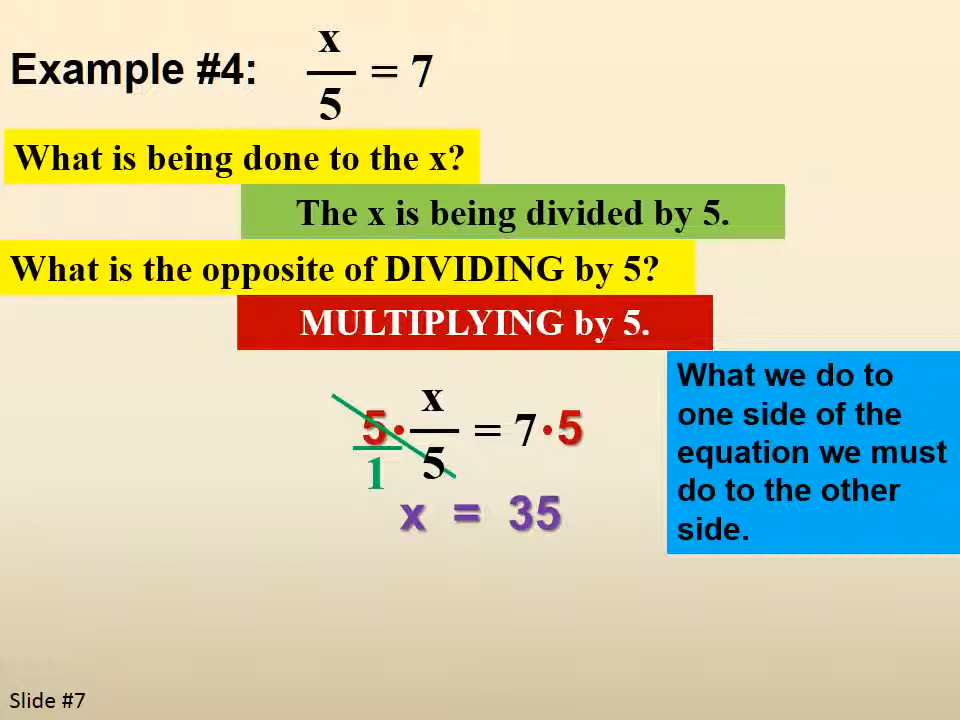 Example #4: x/5 = 7
What is being done to the x?
The x is being divided by 5.
What is the opposite of DIVIDING by 5?
MULTIPLYING by 5.
5/1 · x/5 = 7 · 5
x = 35
What we do to
one side of the
equation we must
do to the other
side.
Slide #7